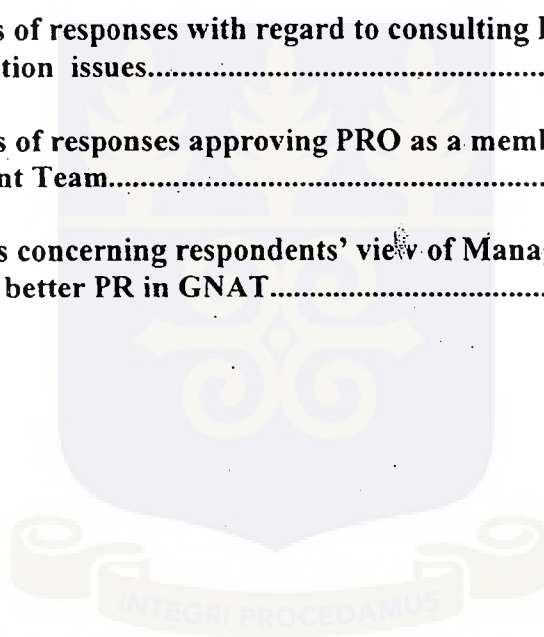 s of responses with regard to consulting
tion issues........................................................
s of responses approving PRO as a memb
nt Team...............................................................
s concerning respondents' view of Manag
better PR in GNAT........................................
INTEGRI PROCEDAMUS